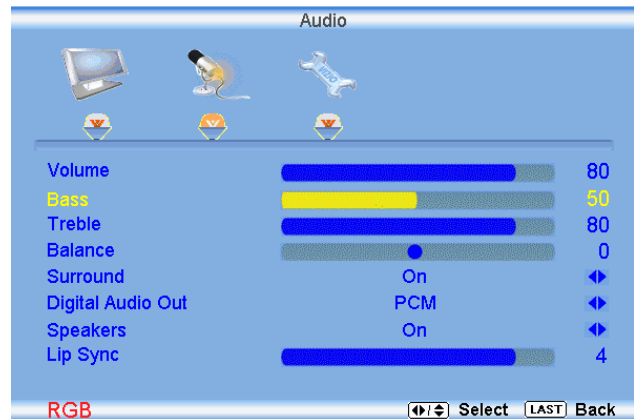 Audio
Volume 80
Bass 50
Treble 80
Balance 0
Surround On
Digital Audio Out PCM
Speakers On
Lip Sync 4
RGB Select LAST Back